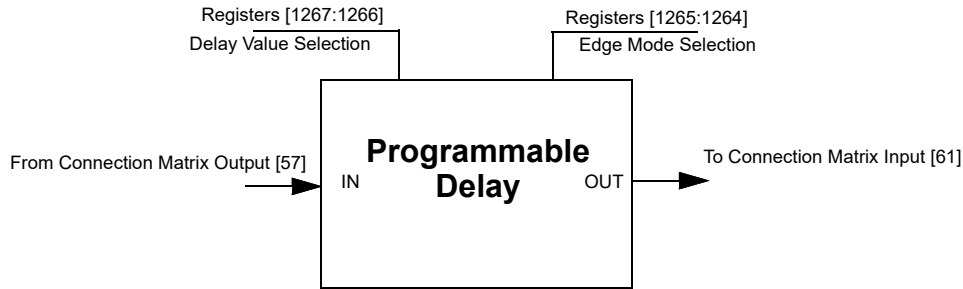 Registers [1267:1266]
Delay Value Selection
Registers [1265:1264]
Edge Mode Selection
From Connection Matrix Output [57]
IN
Programmable
Delay
OUT
To Connection Matrix Input [61]